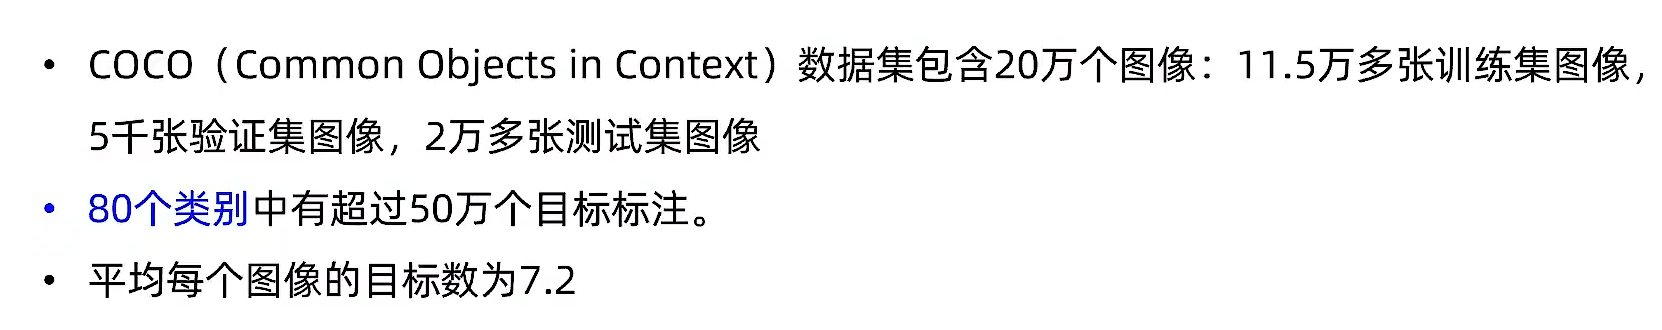 • COCO（Common Objects in Context）数据集包含20万个图像：11.5万多张训练集图像，
5千张验证集图像，2万多张测试集图像
• 80个类别中有超过50万个目标标注。
• 平均每个图像的目标数为7.2